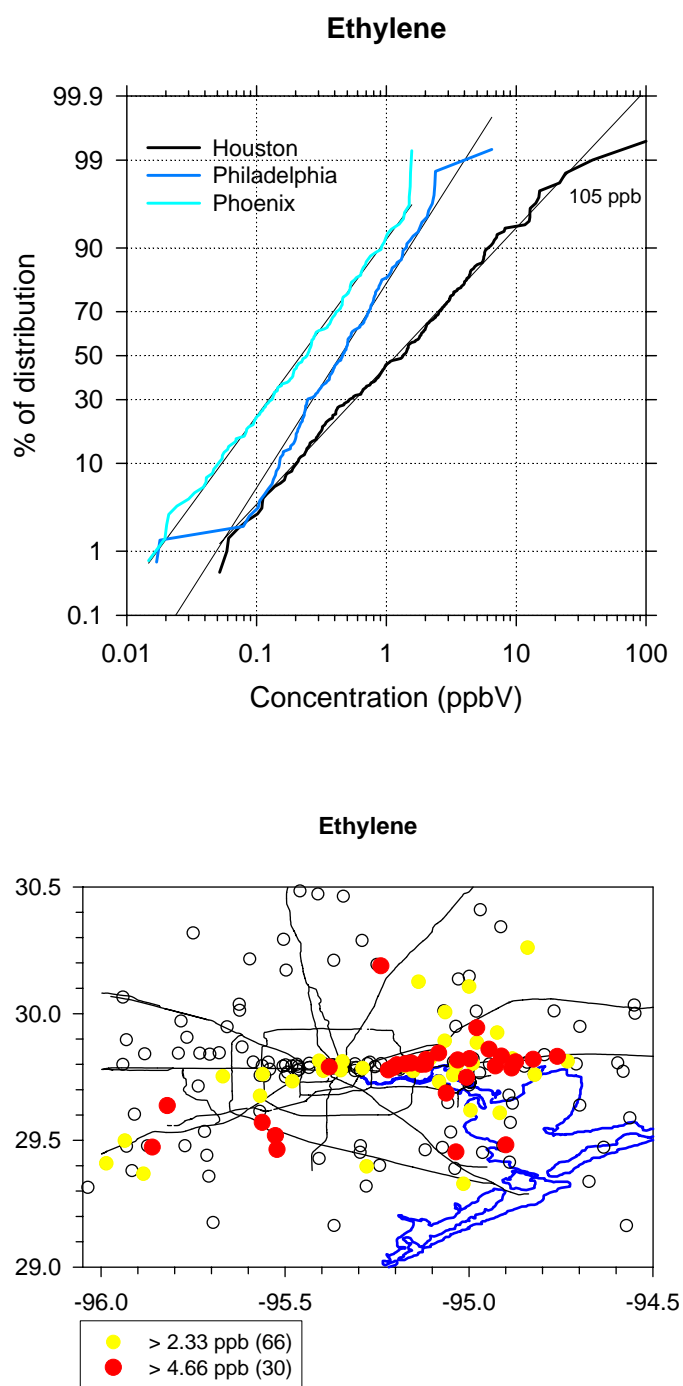 Ethylene
99.9
99
90
70
50
30
10
1
0.1
% of distribution
Houston
Philadelphia
Phoenix
105 ppb
0.01 0.1 1 10 100
Concentration (ppbV)
Ethylene
30.5
30.0
29.5
29.0
-96.0 -95.5 -95.0 -94.5
> 2.33 ppb (66)
> 4.66 ppb (30)